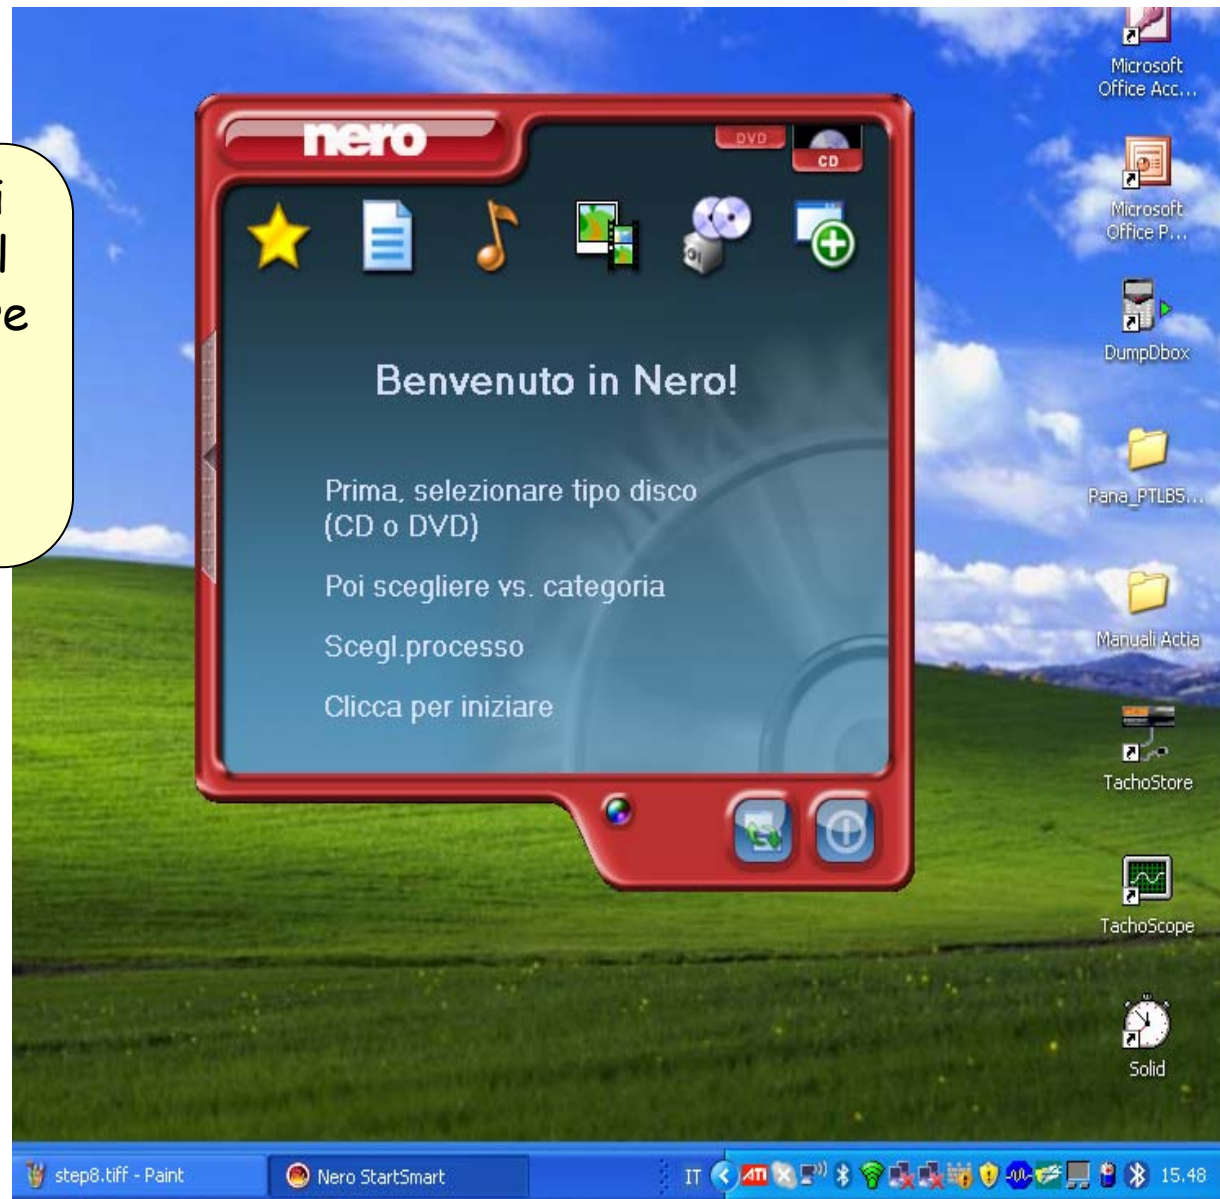 i
l
re
nero
DVD
CD
Benvenuto in Nero!
Prima, selezionare tipo disco
(CD o DVD)
Poi scegliere vs. categoria
Scegl.processo
Clicca per iniziare
Microsoft
Office Acc...
Microsoft
Office P...
DumpDbox
Pana_PTLB5...
Manuali Actia
TachoStore
TachoScope
Solid
step8.tiff - Paint
Nero StartSmart
IT
ATI
15.48